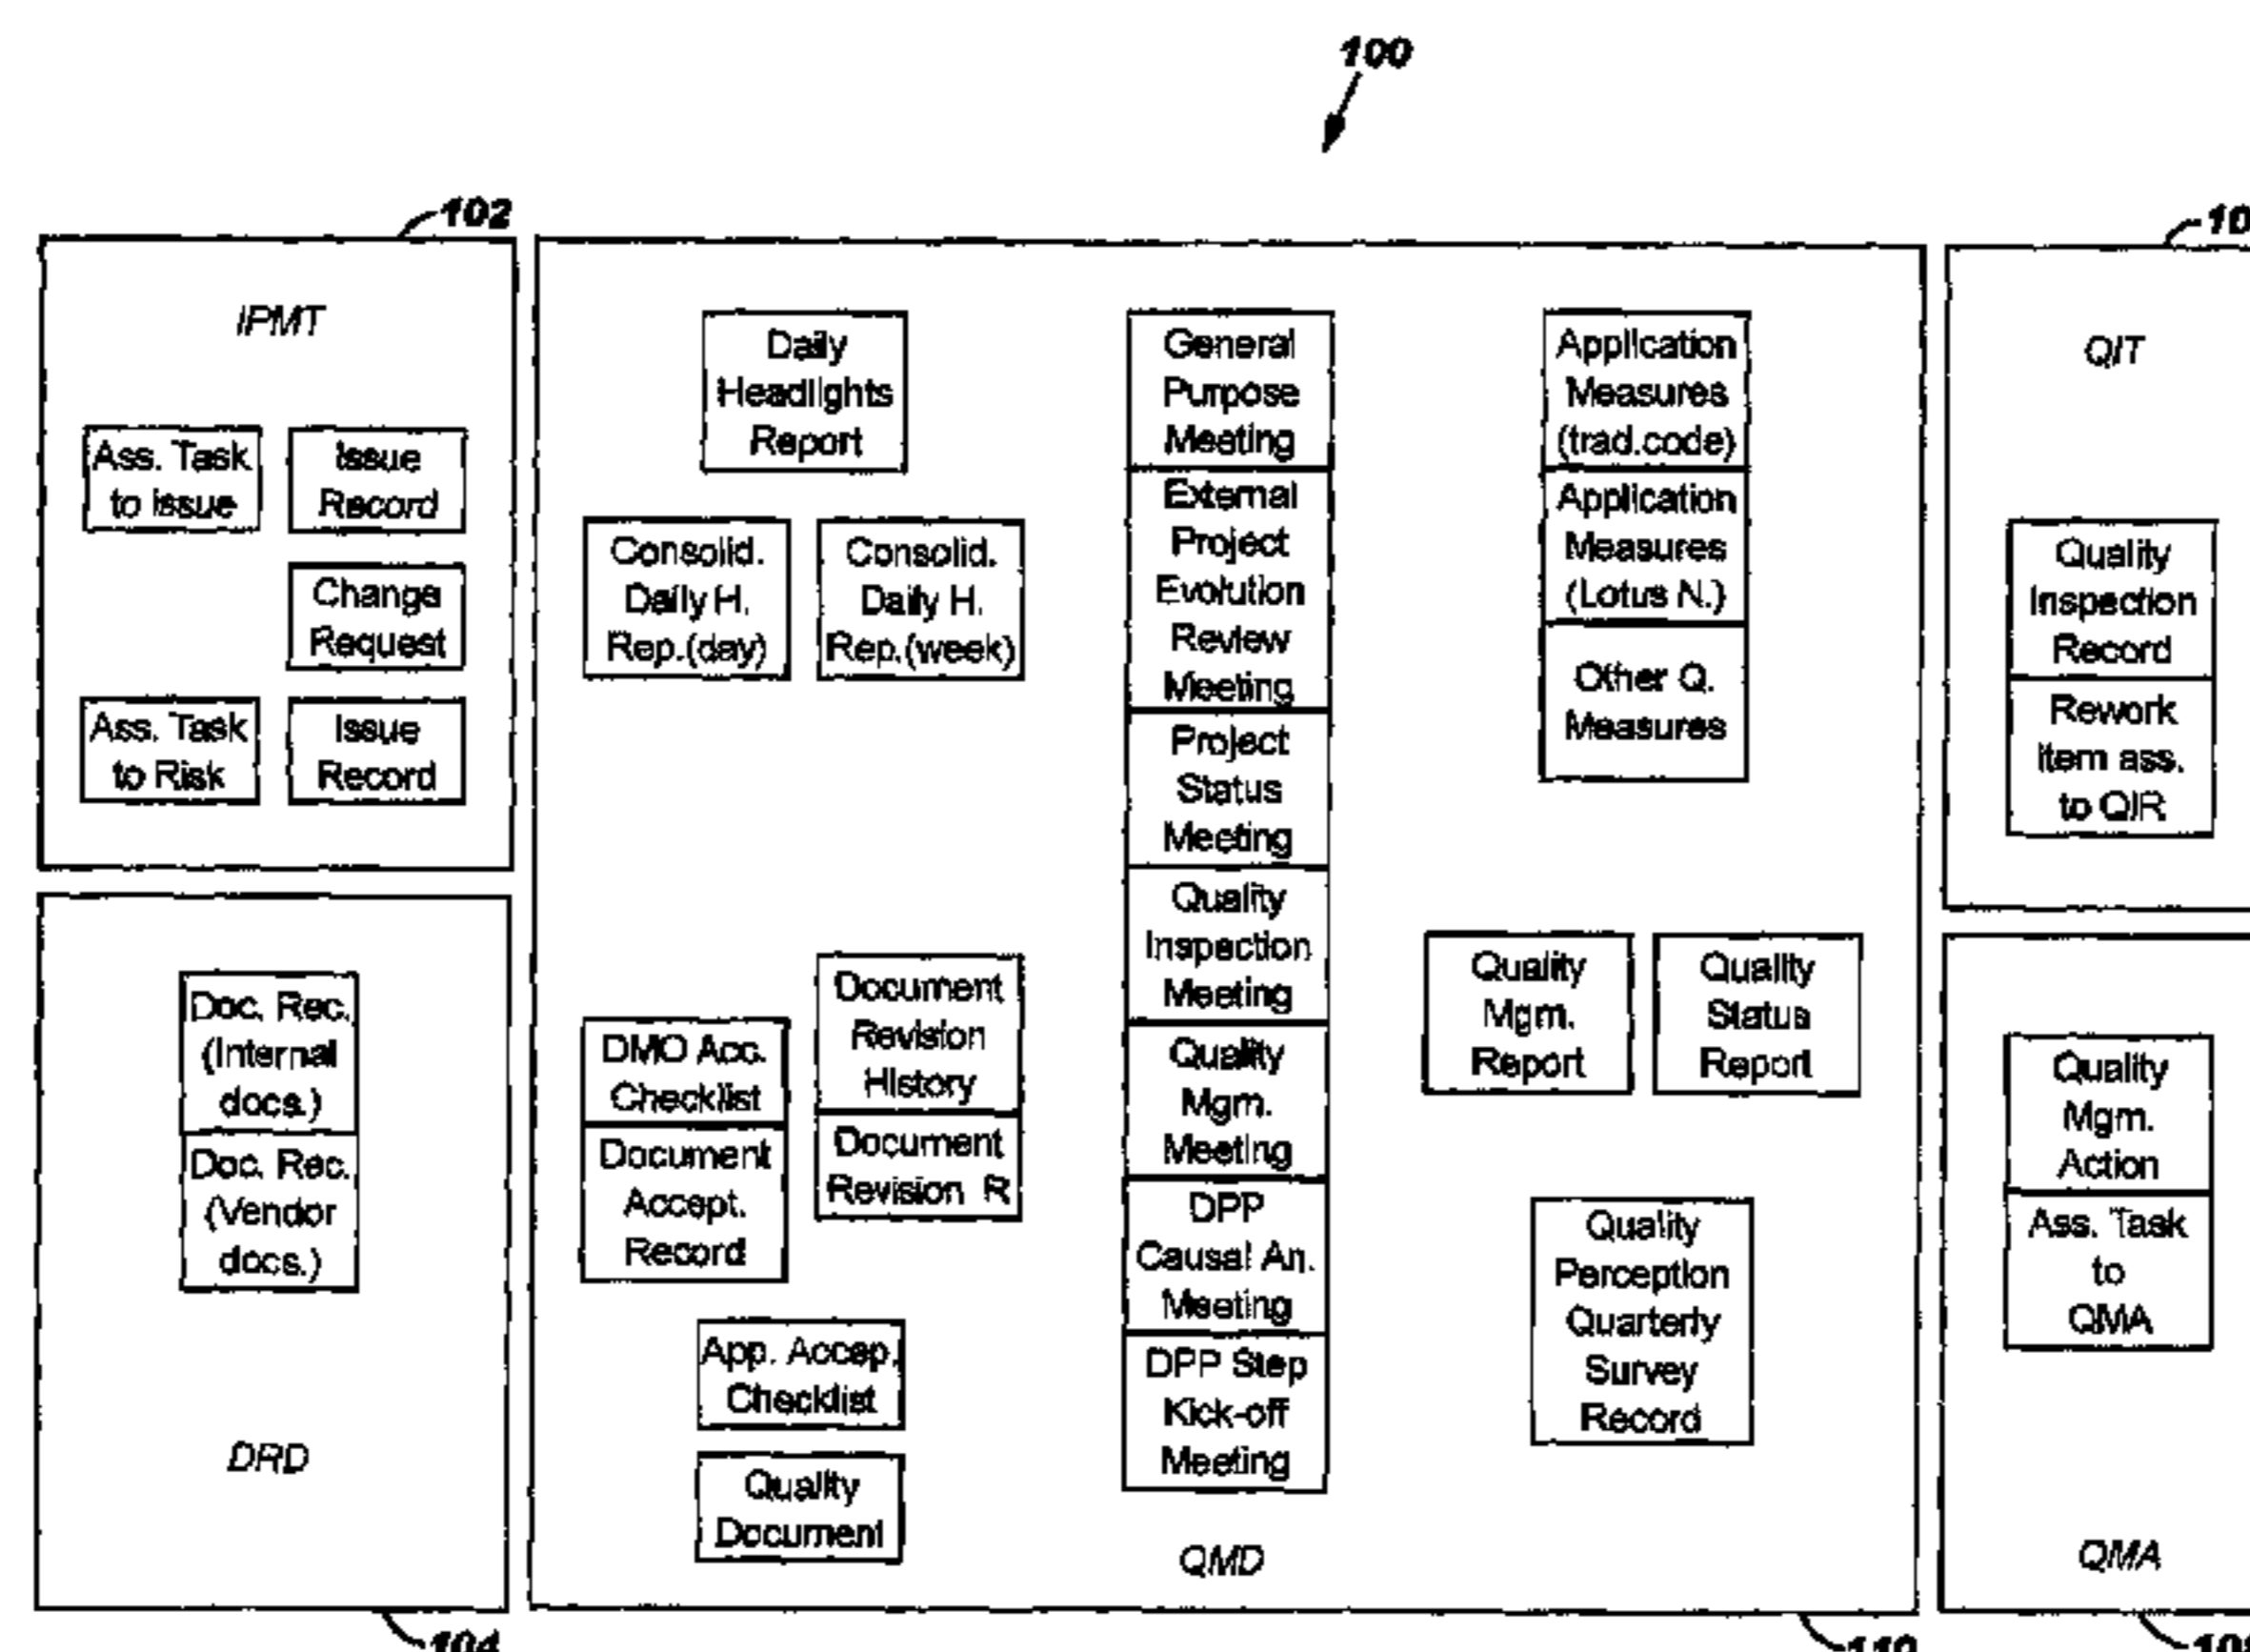 100
102
IPMT
Ass. Task
to issue
Issue
Record
Change
Request
Ass. Task
to Risk
Issue
Record
Doc. Rec.
(Internal
docs.)
Doc. Rec.
(Vendor
docs.)
DRD
104
Daily
Headlights
Report
Consolid.
Daily H.
Rep.(day)
Consolid.
Daily H.
Rep.(week)
DMO Acc.
Checklist
Document
Accept.
Record
Document
Revision
History
Document
Revision R
App. Accep.
Checklist
Quality
Document
General
Purpose
Meeting
External
Project
Evolution
Review
Meeting
Project
Status
Meeting
Quality
Inspection
Meeting
Quality
Mgm.
Meeting
DPP
Causal An.
Meeting
DPP Step
Kick-off
Meeting
QMD
Application
Measures
(trad.code)
Application
Measures
(Lotus N.)
Other Q.
Measures
Quality
Mgm.
Report
Quality
Status
Report
Quality
Perception
Quarterly
Survey
Record
110
QIT
Quality
Inspection
Record
Rework
item ass.
to QIR
Quality
Mgm.
Action
Ass. Task
to
QMA
QMA